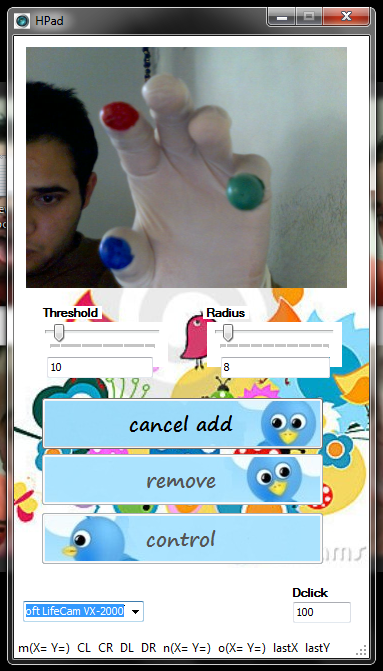 HPad
Threshold Radius
10 8
cancel add
remove
control
ams
Dclick
oft LifeCam VX-2000 100
m(X= Y=) CL CR DL DR n(X= Y=) o(X= Y=) lastX lastY